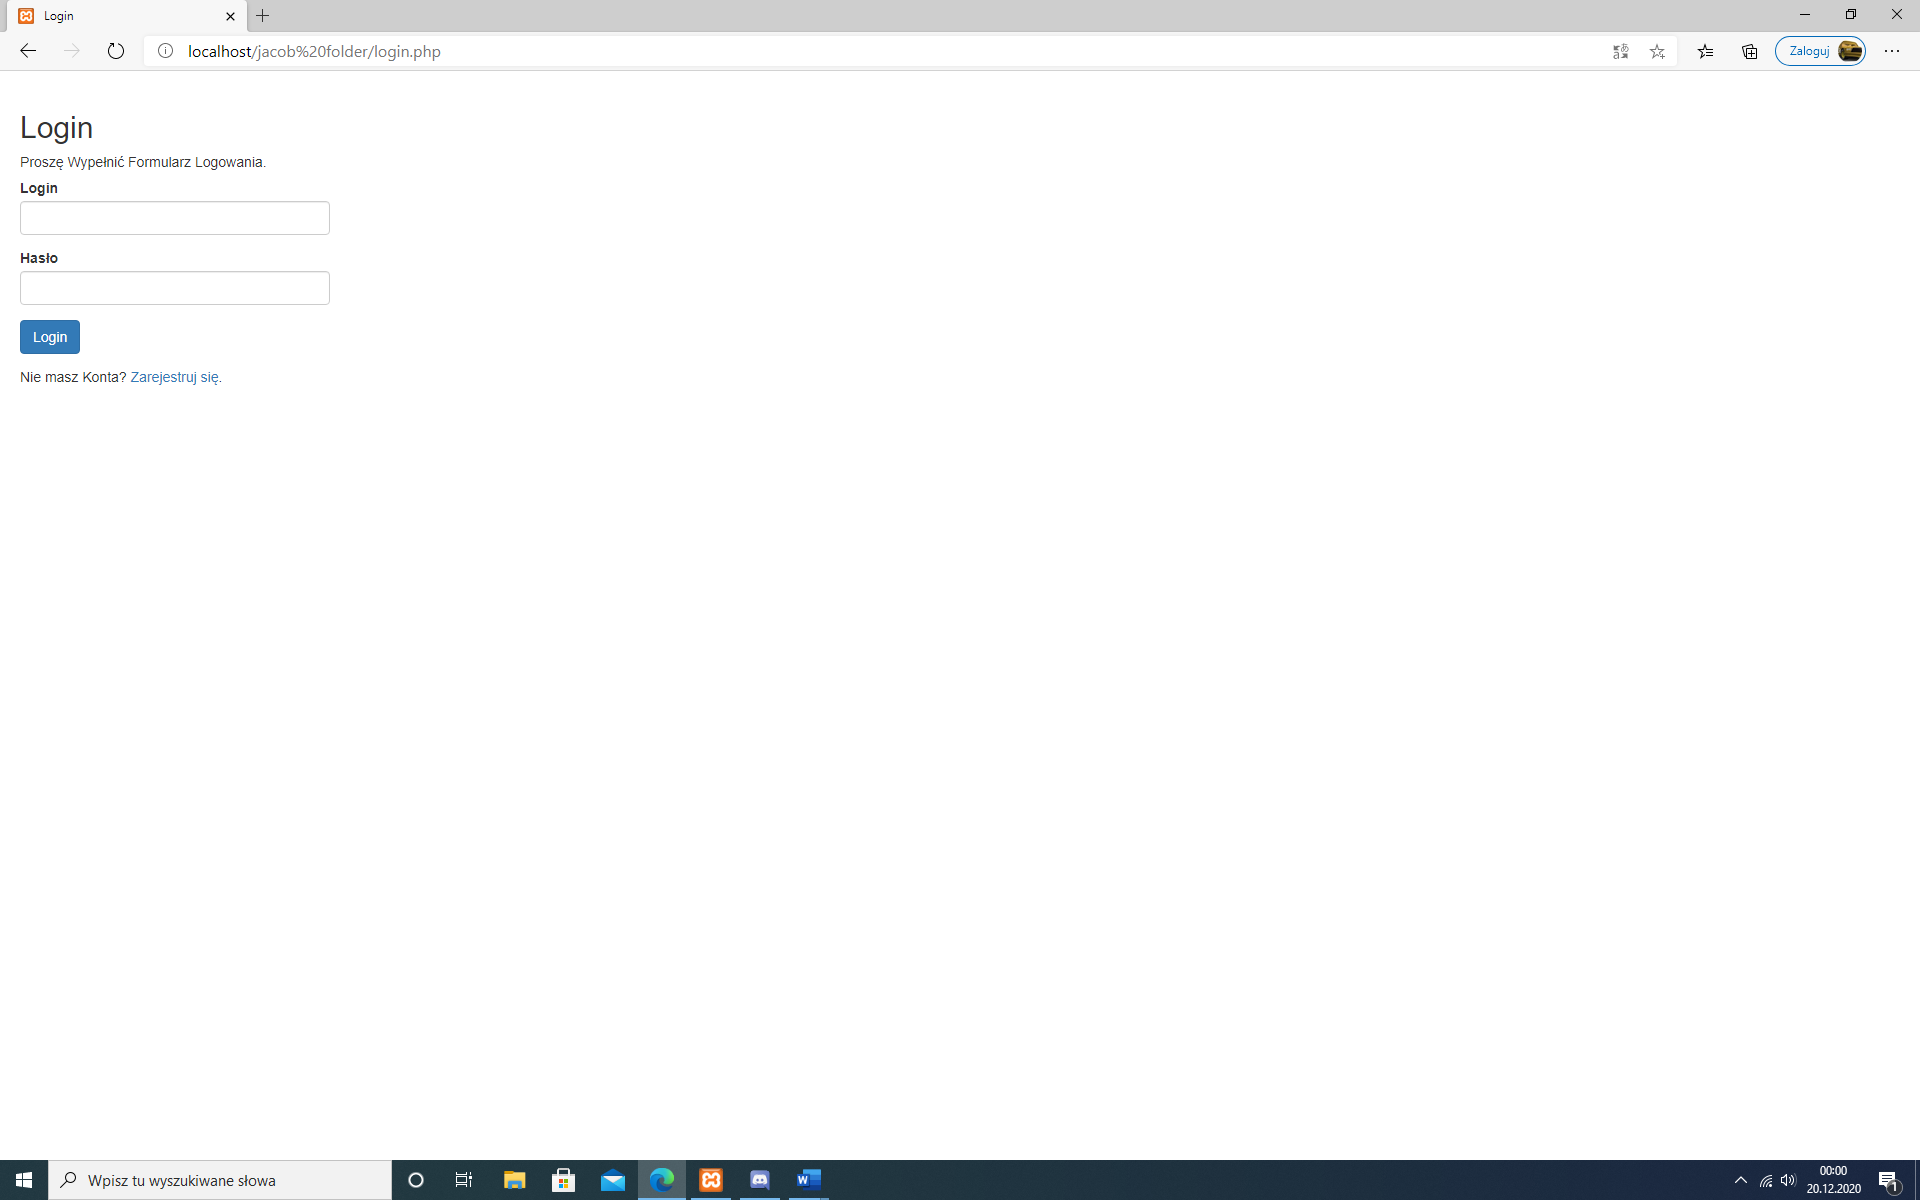 Login
localhost/jacob%20folder/login.php
Zaloguj
Login
Proszę Wypełnić Formularz Logowania.
Login
Hasło
Login
Nie masz Konta? Zarejestruj się.
Wpisz tu wyszukiwane słowa
00:00
20.12.2020
1